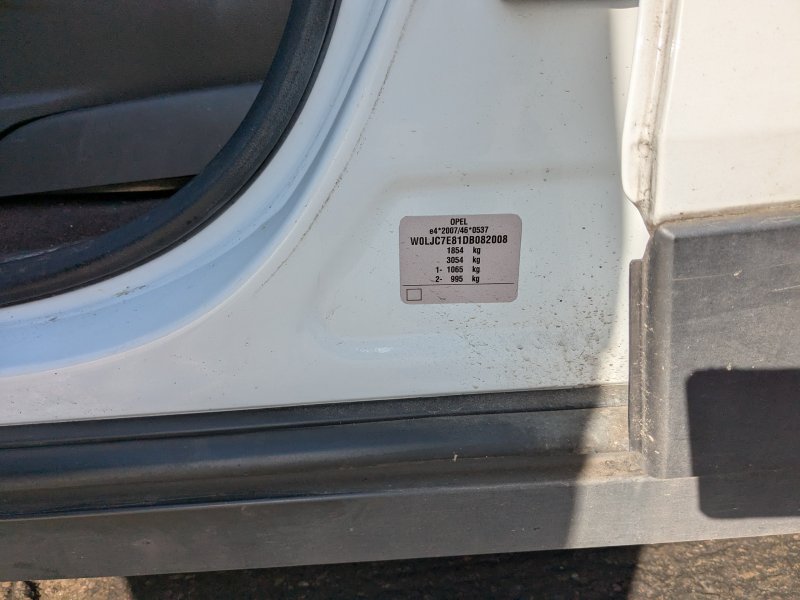 OPEL
e4*2007/46*0537
W0LJC7E81DB082008
1854 kg
3054 kg
1- 1065 kg
2- 995 kg